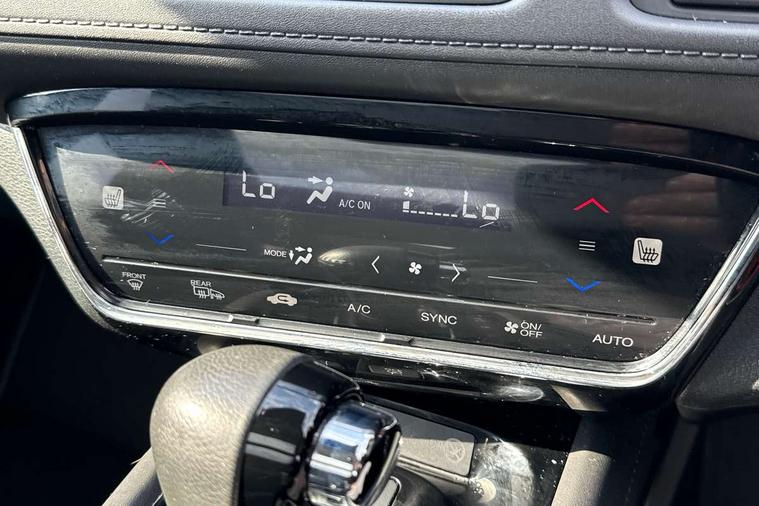 Lo A/C ON Lo
MODE
FRONT
REAR
A/C
SYNC
ON/
OFF
AUTO